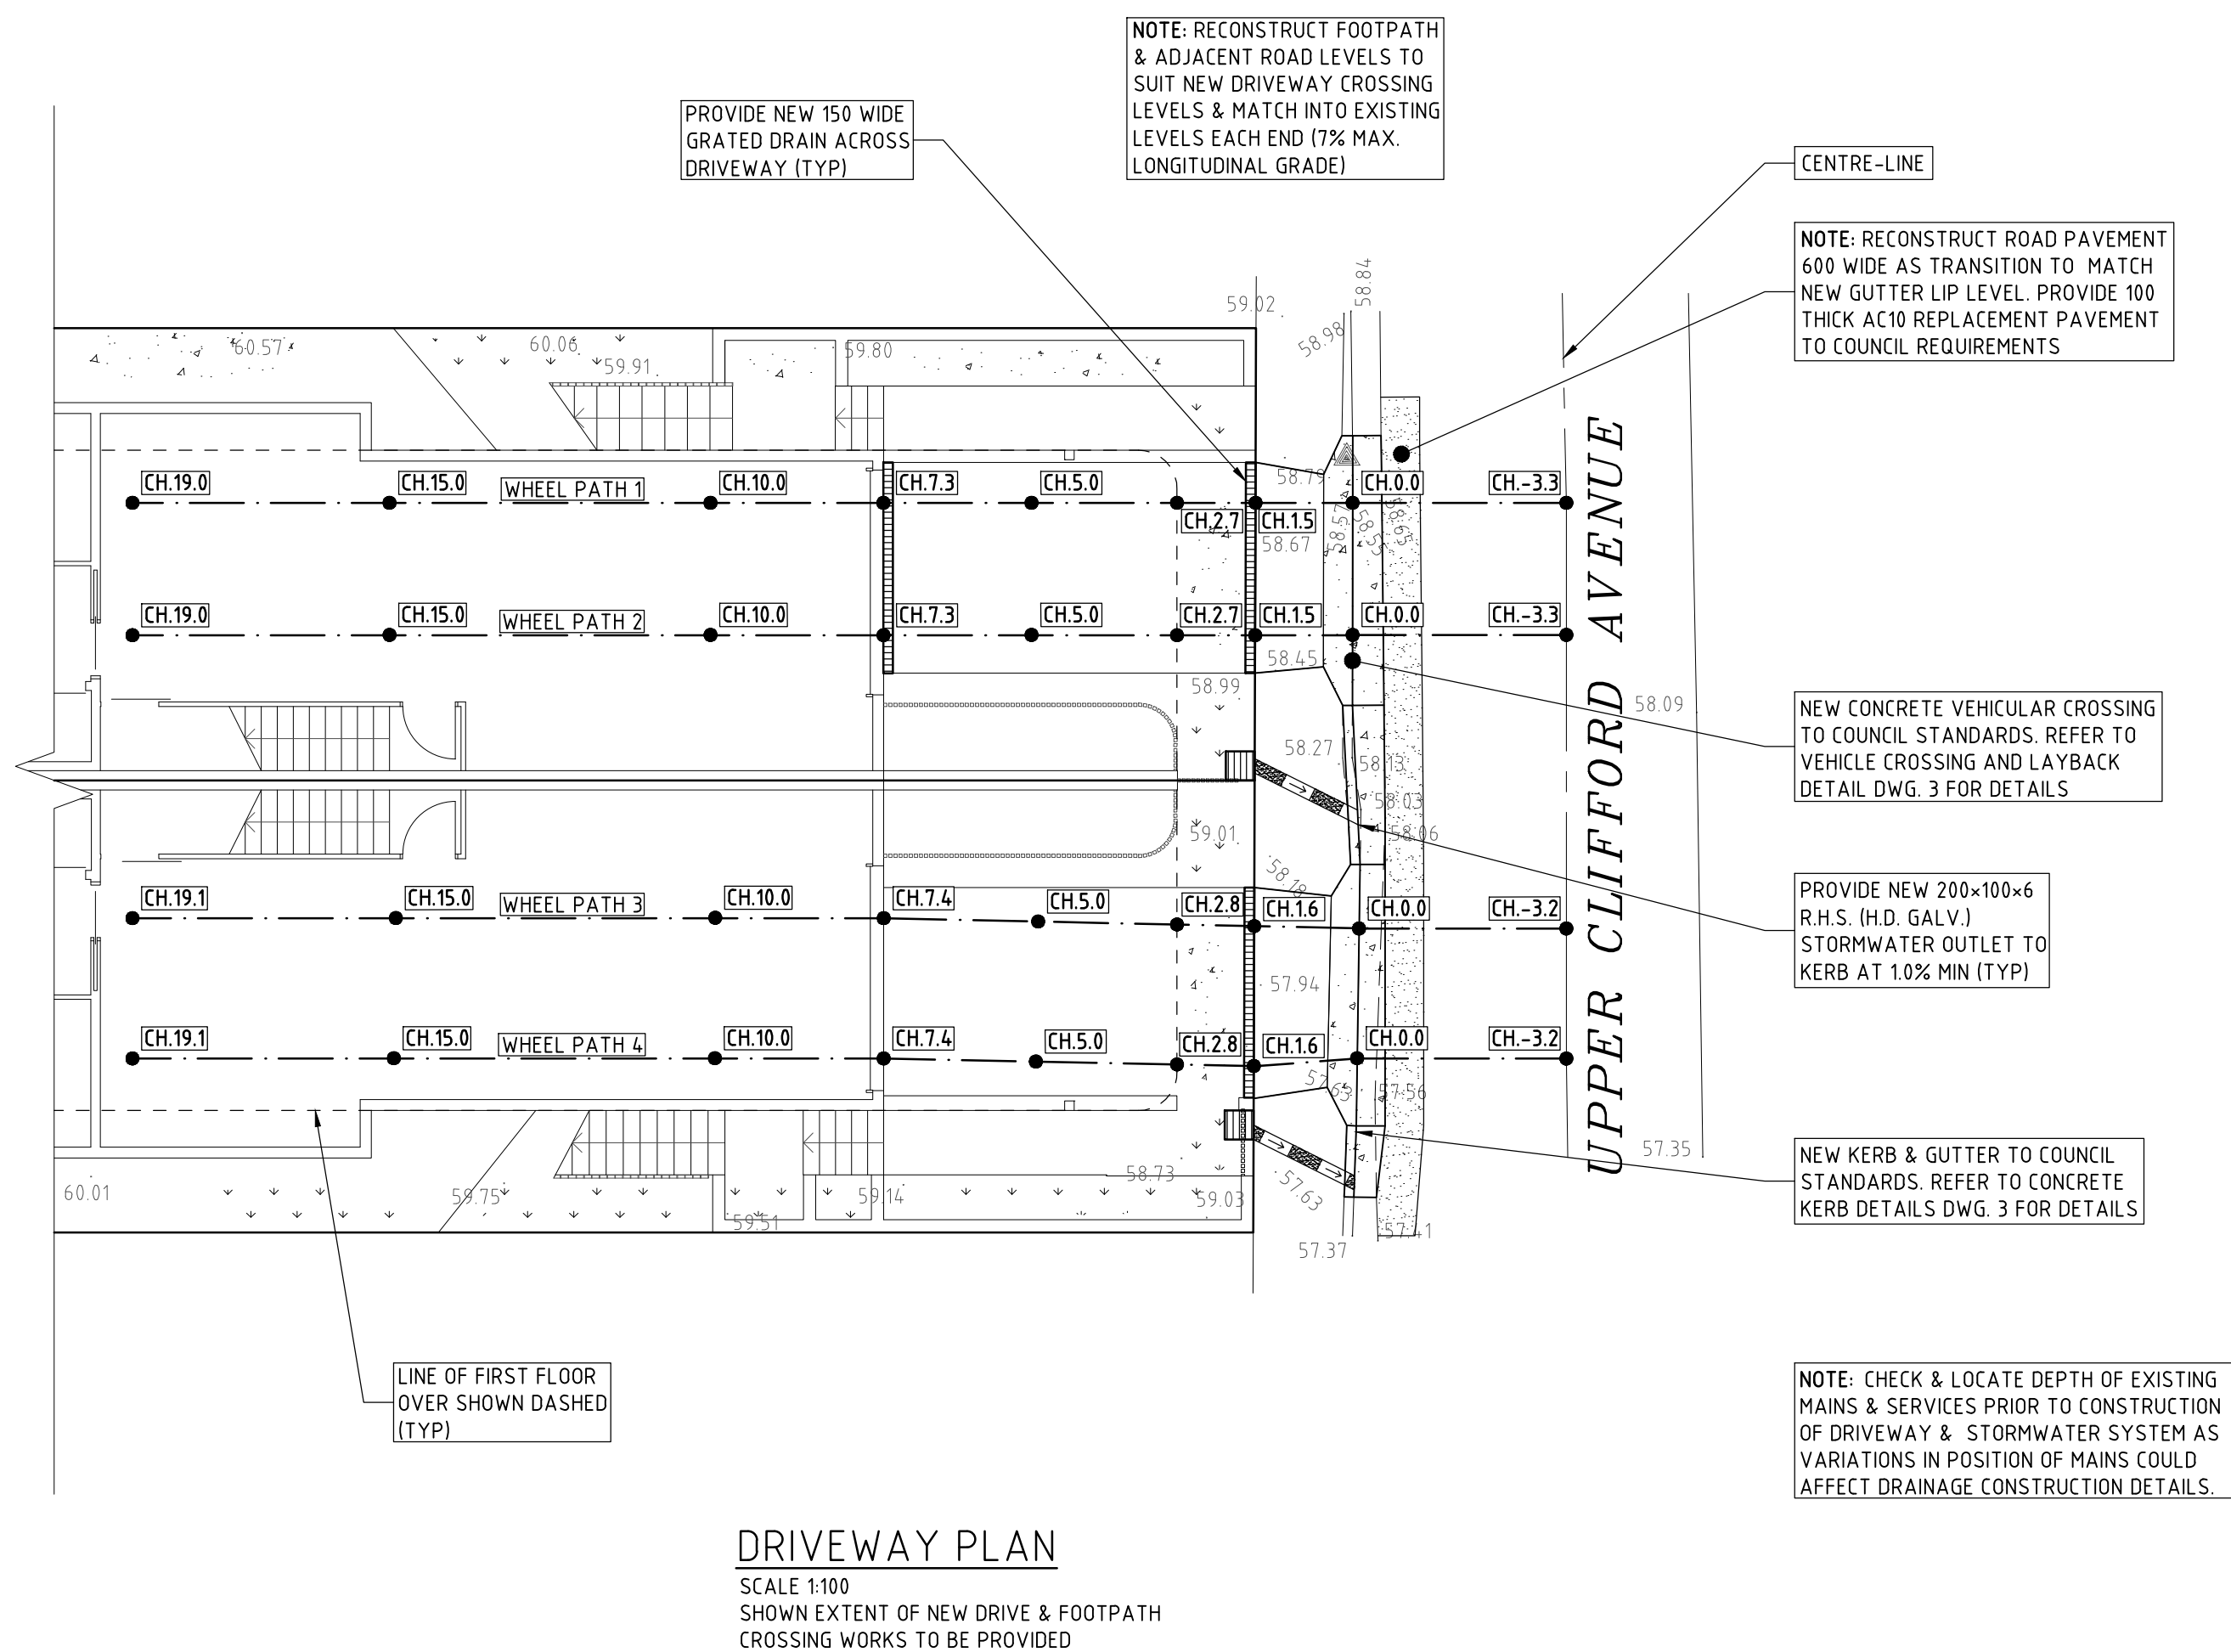 NOTE: RECONSTRUCT FOOTPATH
& ADJACENT ROAD LEVELS TO
SUIT NEW DRIVEWAY CROSSING
LEVELS & MATCH INTO EXISTING
LEVELS EACH END (7% MAX.
LONGITUDINAL GRADE)
PROVIDE NEW 150 WIDE
GRATED DRAIN ACROSS
DRIVEWAY (TYP)
CENTRE-LINE
NOTE: RECONSTRUCT ROAD PAVEMENT
600 WIDE AS TRANSITION TO MATCH
NEW GUTTER LIP LEVEL. PROVIDE 100
THICK AC10 REPLACEMENT PAVEMENT
TO COUNCIL REQUIREMENTS
59.02
58.84
58.98
60.57
60.06
59.91
59.80
CH.19.0
CH.15.0
WHEEL PATH 1
CH.10.0
CH.7.3
CH.5.0
CH.2.7
CH.1.5
CH.0.0
CH.-3.3
58.79
58.67
58.57
58.55
58.65
CH.19.0
CH.15.0
WHEEL PATH 2
CH.10.0
CH.7.3
CH.5.0
CH.2.7
CH.1.5
CH.0.0
CH.-3.3
58.45
58.99
58.27
58.13
58.03
58.06
59.01
58.18
58.09
UPPER CLIFFORD AVENUE
NEW CONCRETE VEHICULAR CROSSING
TO COUNCIL STANDARDS. REFER TO
VEHICLE CROSSING AND LAYBACK
DETAIL DWG. 3 FOR DETAILS
PROVIDE NEW 200×100×6
R.H.S. (H.D. GALV.)
STORMWATER OUTLET TO
KERB AT 1.0% MIN (TYP)
CH.19.1
CH.15.0
WHEEL PATH 3
CH.10.0
CH.7.4
CH.5.0
CH.2.8
CH.1.6
CH.0.0
CH.-3.2
57.94
CH.19.1
CH.15.0
WHEEL PATH 4
CH.10.0
CH.7.4
CH.5.0
CH.2.8
CH.1.6
CH.0.0
CH.-3.2
57.63
57.56
57.35
NEW KERB & GUTTER TO COUNCIL
STANDARDS. REFER TO CONCRETE
KERB DETAILS DWG. 3 FOR DETAILS
60.01
59.75
59.51
59.14
58.73
59.03
57.63
57.37
57.41
LINE OF FIRST FLOOR
OVER SHOWN DASHED
(TYP)
NOTE: CHECK & LOCATE DEPTH OF EXISTING
MAINS & SERVICES PRIOR TO CONSTRUCTION
OF DRIVEWAY & STORMWATER SYSTEM AS
VARIATIONS IN POSITION OF MAINS COULD
AFFECT DRAINAGE CONSTRUCTION DETAILS.
DRIVEWAY PLAN
SCALE 1:100
SHOWN EXTENT OF NEW DRIVE & FOOTPATH
CROSSING WORKS TO BE PROVIDED